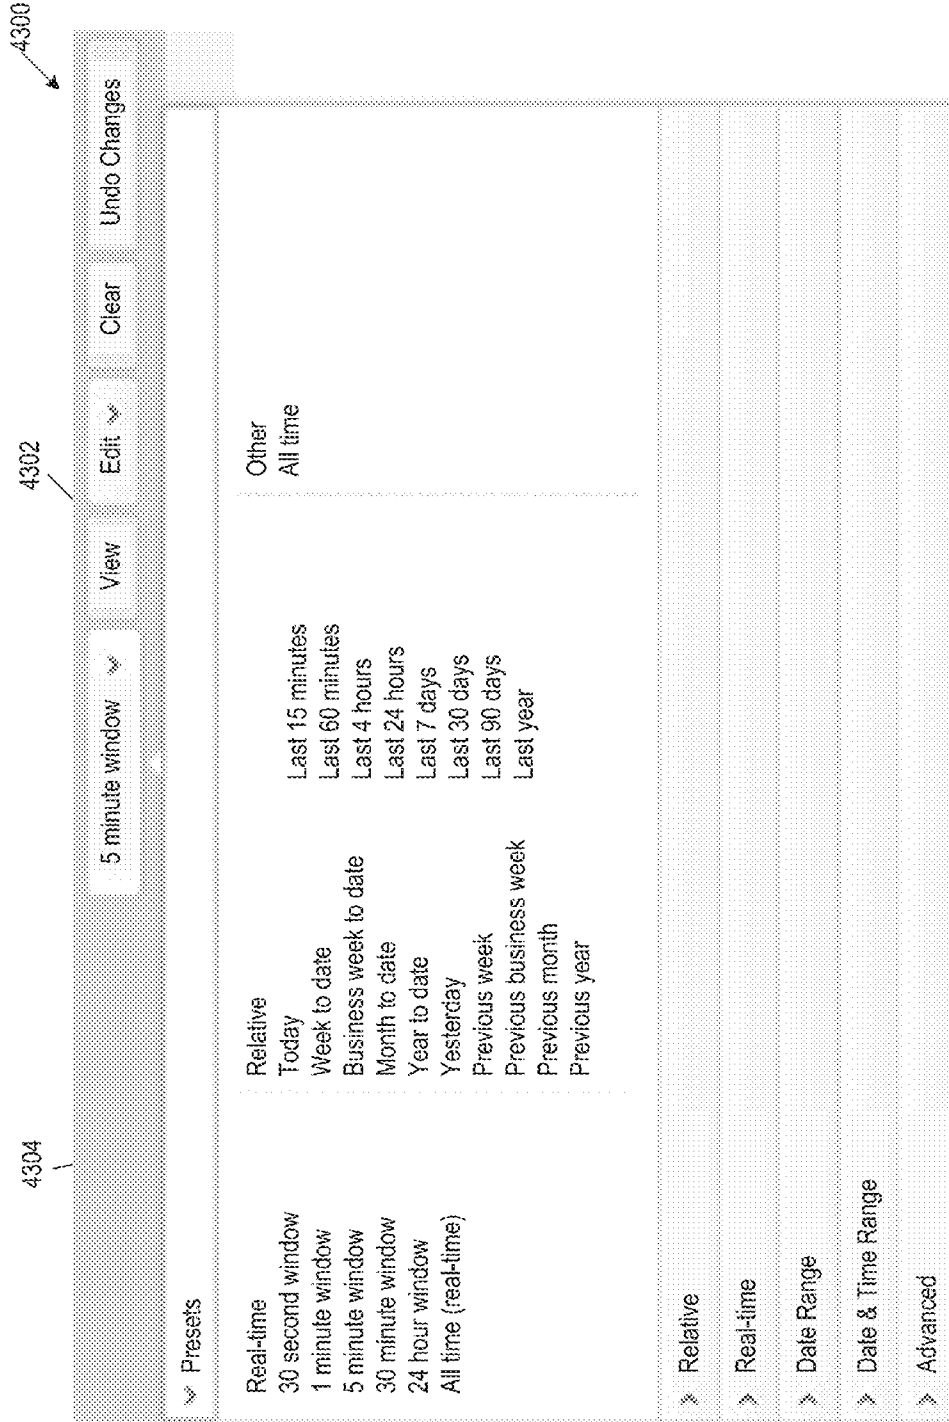 4300
4302
4304
5 minute window
View
Edit
Clear
Undo Changes
Presets
Real-time
30 second window
1 minute window
5 minute window
30 minute window
24 hour window
All time (real-time)
Relative
Today
Week to date
Business week to date
Month to date
Year to date
Yesterday
Previous week
Previous business week
Previous month
Previous year
Last 15 minutes
Last 60 minutes
Last 4 hours
Last 24 hours
Last 7 days
Last 30 days
Last 90 days
Last year
Other
All time
Relative
Real-time
Date Range
Date & Time Range
Advanced